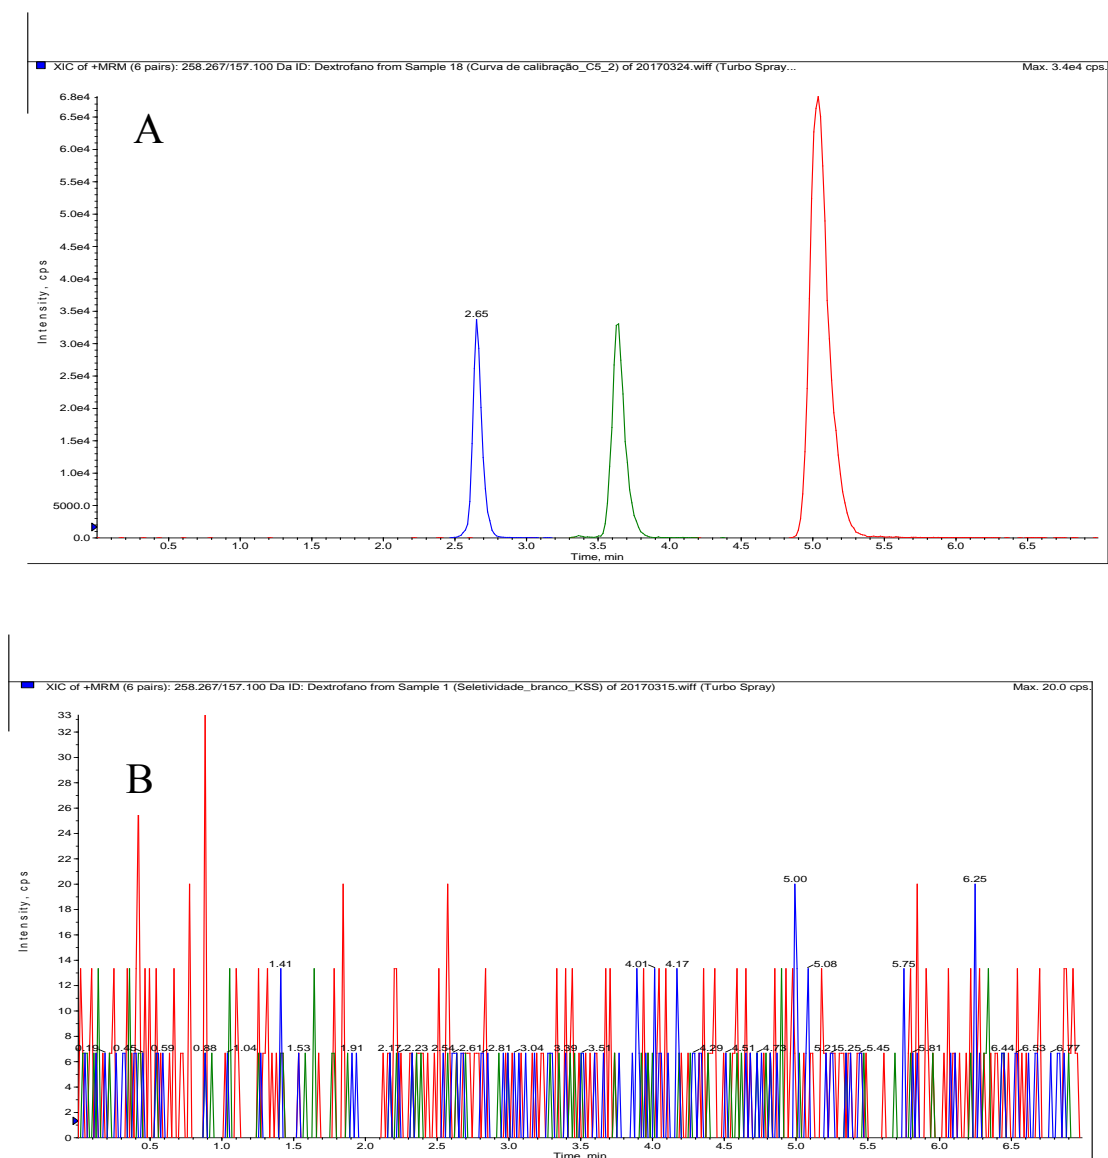 XIC of +MRM (6 pairs): 258.267/157.100 Da ID: Dextrofano from Sample 18 (Curva de calibração_C5_2) of 20170324.wiff (Turbo Spray... Max. 3.4e4 cps.
A
6.8e4
6.5e4
6.0e4
5.5e4
5.0e4
4.5e4
4.0e4
3.5e4
3.0e4
2.5e4
2.0e4
1.5e4
1.0e4
5000.0
0.0
Intensity, cps
2.65
0.5 1.0 1.5 2.0 2.5 3.0 3.5 4.0 4.5 5.0 5.5 6.0 6.5
Time, min
XIC of +MRM (6 pairs): 258.267/157.100 Da ID: Dextrofano from Sample 1 (Seletividade_branco_KSS) of 20170315.wiff (Turbo Spray) Max. 20.0 cps.
B
33
32
30
28
26
24
22
20
18
16
14
12
10
8
6
4
2
0
Intensity, cps
5.00 6.25
1.41 4.01 4.17 5.08 5.75
0.19 0.45 0.59 0.88 1.04 1.53 1.91 2.17 2.23 2.54 2.61 2.81 3.04 3.39 3.51 4.29 4.51 4.73 5.21 5.25 5.45 5.81 6.44 6.53 6.77
0.5 1.0 1.5 2.0 2.5 3.0 3.5 4.0 4.5 5.0 5.5 6.0 6.5
Time, min